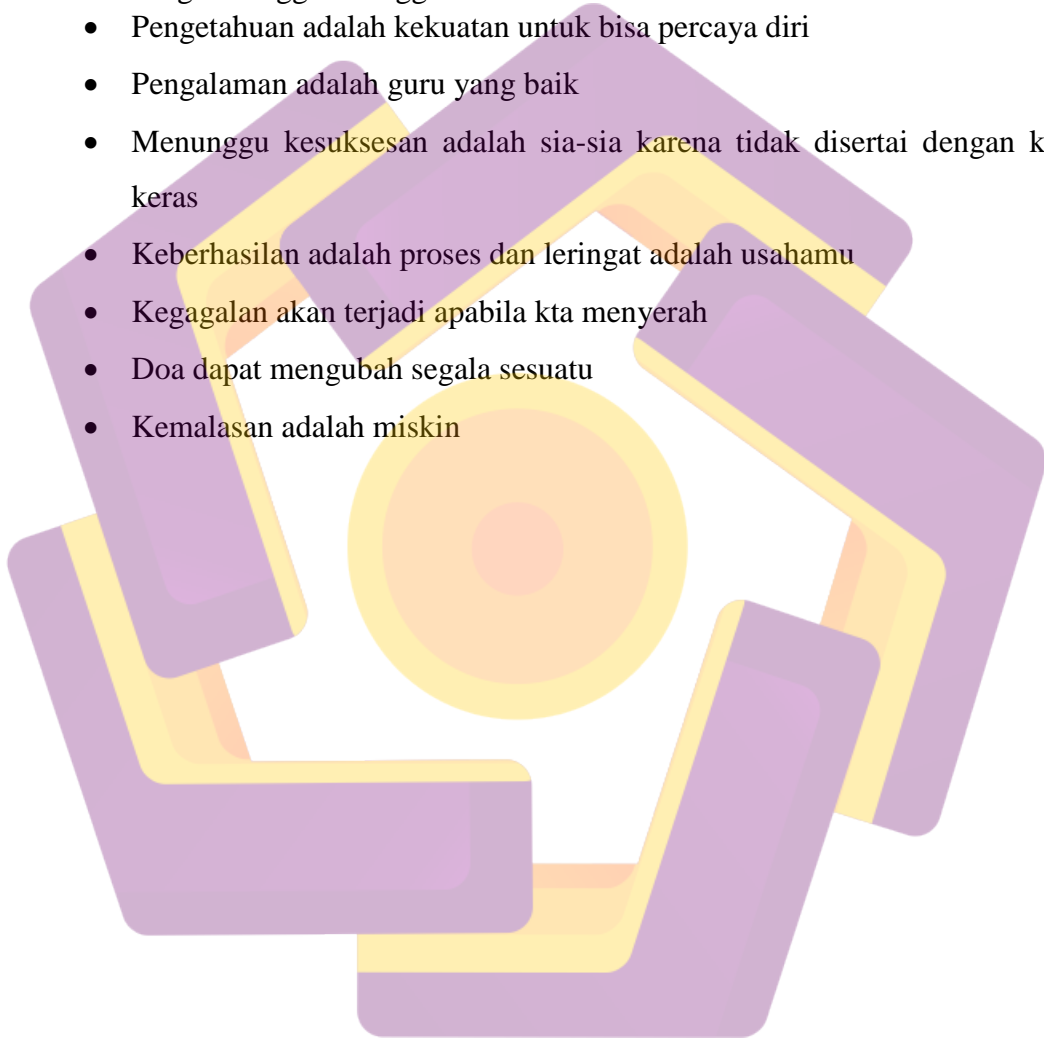 • Pengetahuan adalah kekuatan untuk bisa percaya diri
• Pengalaman adalah guru yang baik
• Menunggu kesuksesan adalah sia-sia karena tidak disertai dengan k
keras
• Keberhasilan adalah proses dan leringat adalah usahamu
• Kegagalan akan terjadi apabila kta menyerah
• Doa dapat mengubah segala sesuatu
• Kemalasan adalah miskin